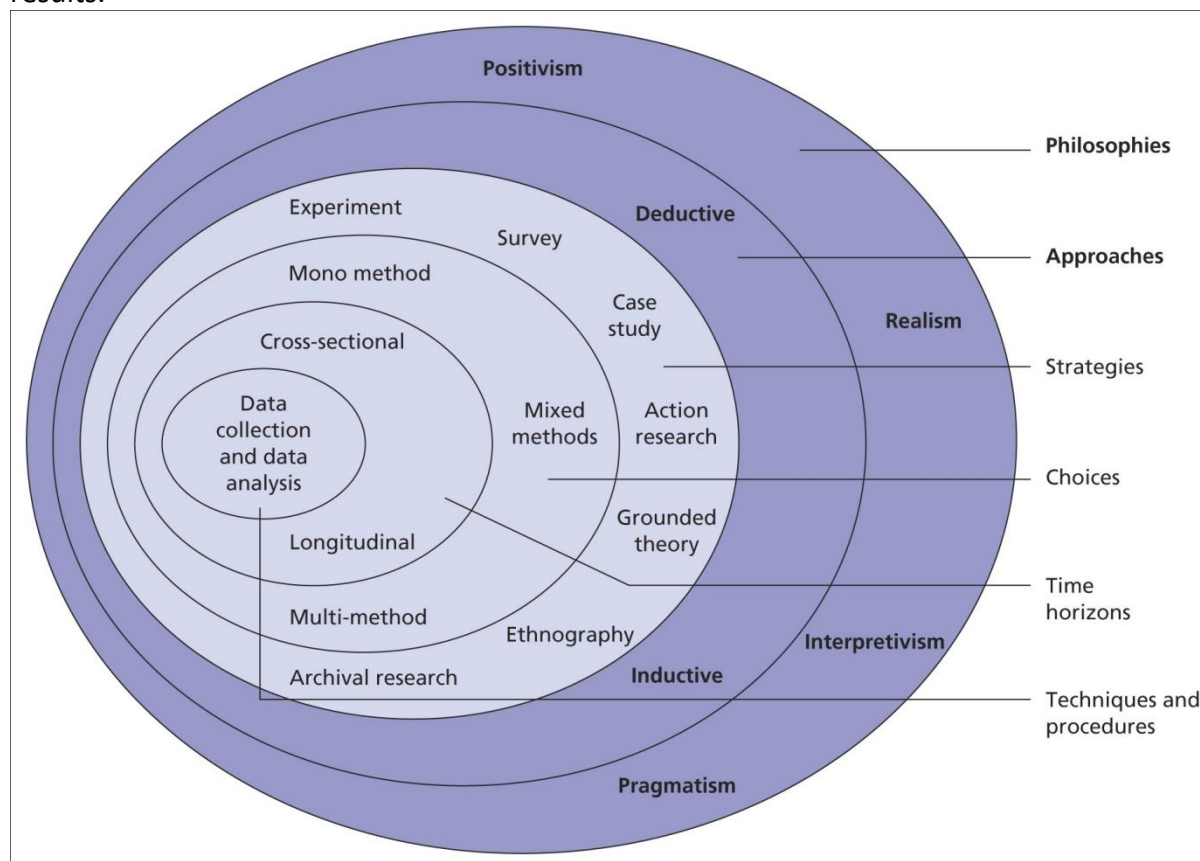 results.
Positivism
Philosophies
Experiment
Deductive
Survey
Approaches
Mono method
Case
study
Realism
Cross-sectional
Strategies
Data
collection
and data
analysis
Mixed
methods
Action
research
Choices
Grounded
theory
Longitudinal
Time
horizons
Multi-method
Ethnography
Interpretivism
Archival research
Inductive
Techniques and
procedures
Pragmatism